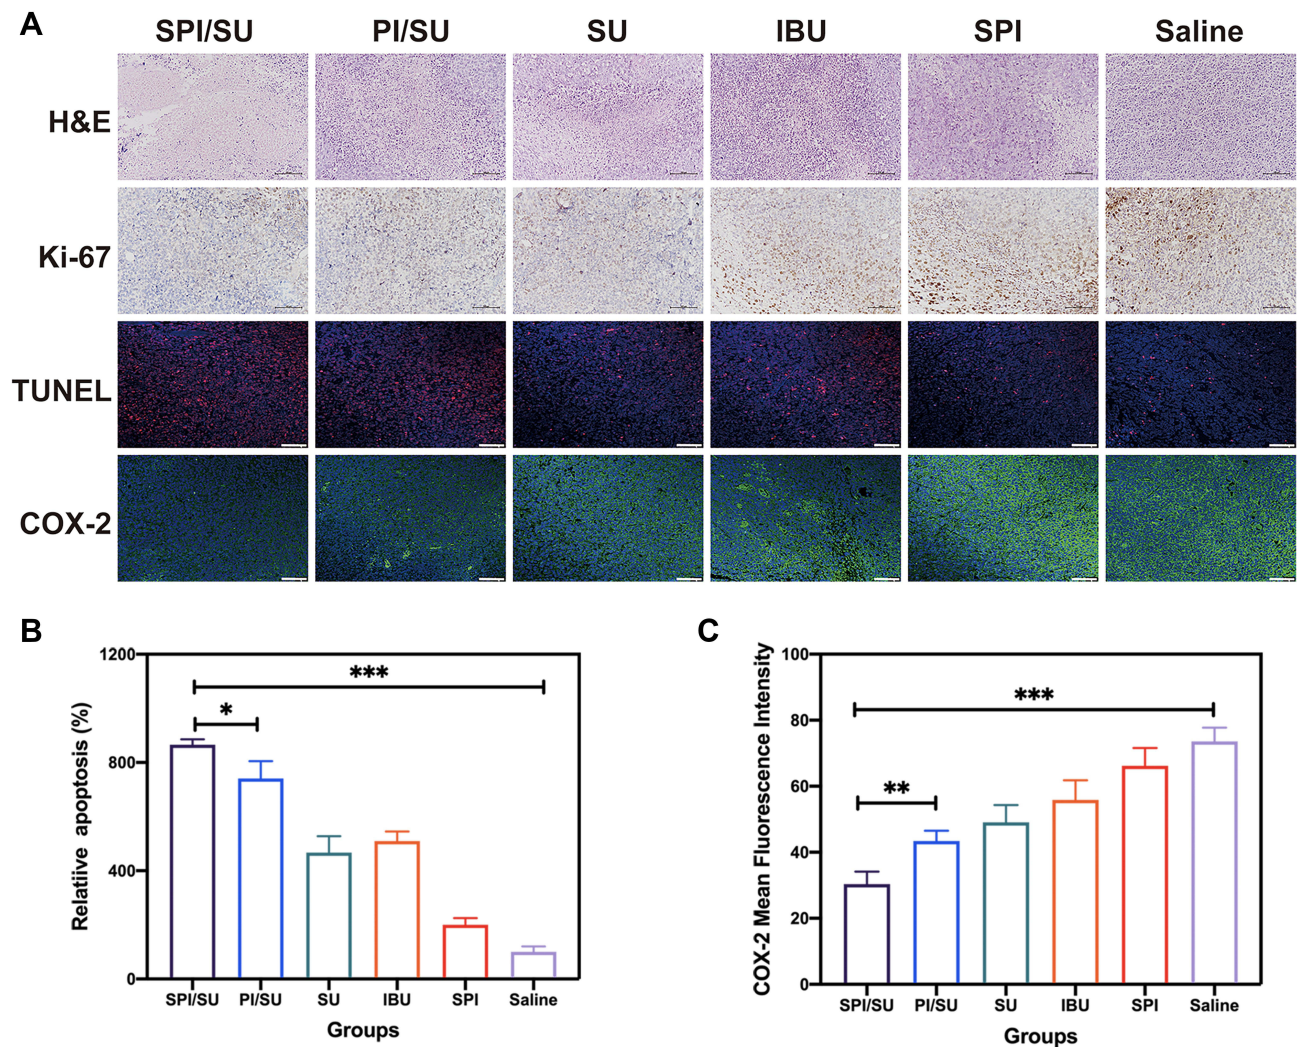 A
SPI/SU PI/SU SU IBU SPI Saline
H&E
Ki-67
TUNEL
COX-2
B
Relatiive apoptosis (%)
1200
800
400
0
***
*
SPI/SU PI/SU SU IBU SPI Saline
Groups
C
COX-2 Mean Fluorescence Intensity
100
80
60
40
20
0
***
**
SPI/SU PI/SU SU IBU SPI Saline
Groups